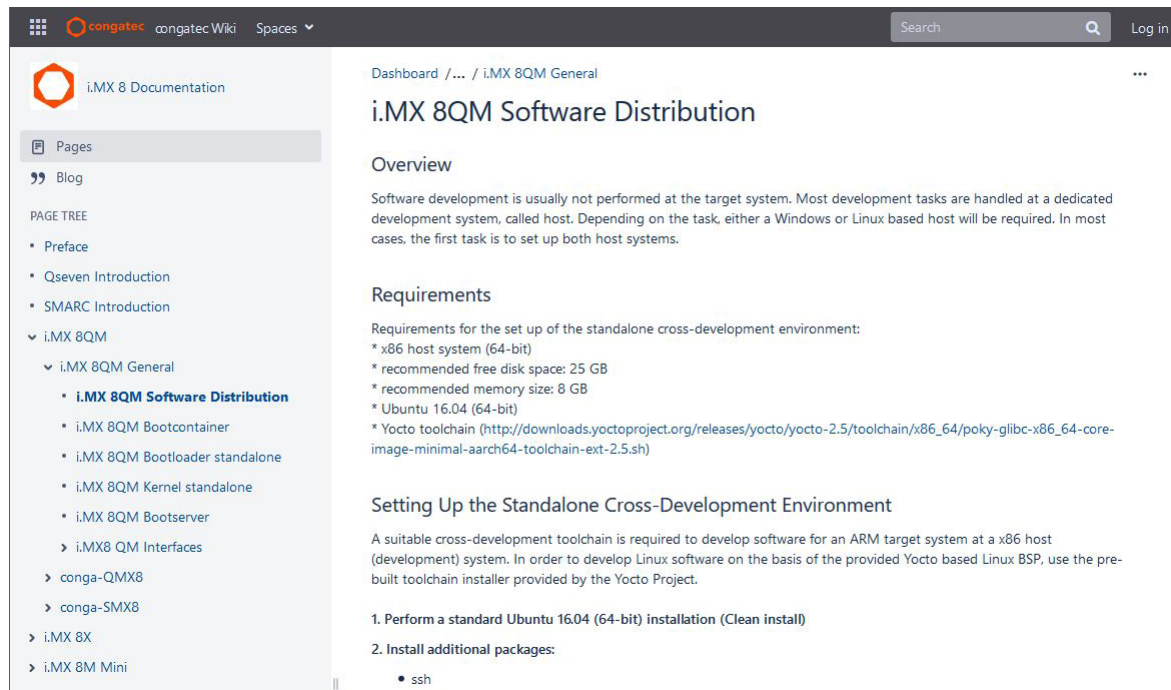 congatec congatec Wiki Spaces Search Log in
i.MX 8 Documentation
Pages
Blog
PAGE TREE
• Preface
• Qseven Introduction
• SMARC Introduction
i.MX 8QM
i.MX 8QM General
• i.MX 8QM Software Distribution
• i.MX 8QM Bootcontainer
• i.MX 8QM Bootloader standalone
• i.MX 8QM Kernel standalone
• i.MX 8QM Bootserver
i.MX8 QM Interfaces
conga-QMX8
conga-SMX8
i.MX 8X
i.MX 8M Mini
Dashboard /... / i.MX 8QM General
i.MX 8QM Software Distribution
Overview
Software development is usually not performed at the target system. Most development tasks are handled at a dedicated
development system, called host. Depending on the task, either a Windows or Linux based host will be required. In most
cases, the first task is to set up both host systems.
Requirements
Requirements for the set up of the standalone cross-development environment:
* x86 host system (64-bit)
* recommended free disk space: 25 GB
* recommended memory size: 8 GB
* Ubuntu 16.04 (64-bit)
* Yocto toolchain (http://downloads.yoctoproject.org/releases/yocto/yocto-2.5/toolchain/x86_64/poky-glibc-x86_64-core-
image-minimal-aarch64-toolchain-ext-2.5.sh)
Setting Up the Standalone Cross-Development Environment
A suitable cross-development toolchain is required to develop software for an ARM target system at a x86 host
(development) system. In order to develop Linux software on the basis of the provided Yocto based Linux BSP, use the pre-
built toolchain installer provided by the Yocto Project.
1. Perform a standard Ubuntu 16.04 (64-bit) installation (Clean install)
2. Install additional packages:
• ssh